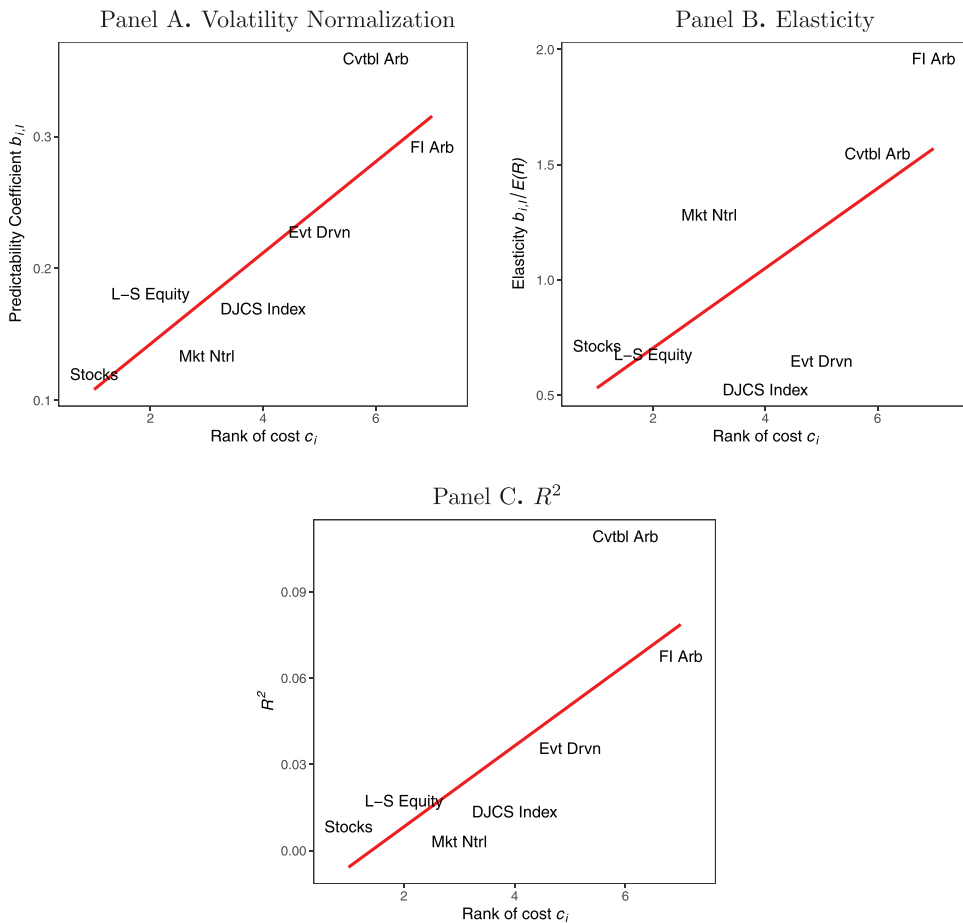 Panel A. Volatility Normalization
Predictability Coefficient b_{i,I}
0.3
0.2
0.1
Cvtbl Arb
FI Arb
Evt Drvn
L−S Equity
DJCS Index
Mkt Ntrl
Stocks
2
4
6
Rank of cost c_i
Panel B. Elasticity
Elasticity b_{i,I}/E(R)
2.0
1.5
1.0
0.5
FI Arb
Cvtbl Arb
Mkt Ntrl
Stocks
L−S Equity
Evt Drvn
DJCS Index
2
4
6
Rank of cost c_i
Panel C. R²
R²
0.09
0.06
0.03
0.00
Cvtbl Arb
FI Arb
Evt Drvn
L−S Equity
DJCS Index
Stocks
Mkt Ntrl
2
4
6
Rank of cost c_i